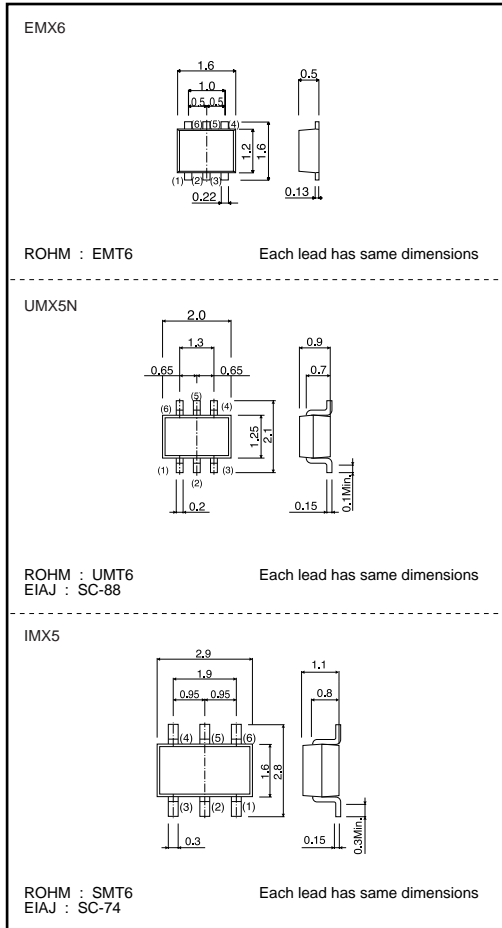 EMX6
1.6
1.0
0.5 0.5
0.5
(6) (5) (4)
1.2
1.6
(1) (2) (3)
0.22
0.13
ROHM : EMT6 Each lead has same dimensions
UMX5N
2.0
1.3
0.65 0.65
0.9
0.7
(5)
(6) (4)
1.25
2.1
(1) (3)
(2)
0.2
0.15
0.1Min.
ROHM : UMT6 Each lead has same dimensions
EIAJ : SC-88
IMX5
2.9
1.9
0.95 0.95
1.1
0.8
(4) (5) (6)
1.6
2.8
(3) (2) (1)
0.3
0.15
0.3Min.
ROHM : SMT6 Each lead has same dimensions
EIAJ : SC-74